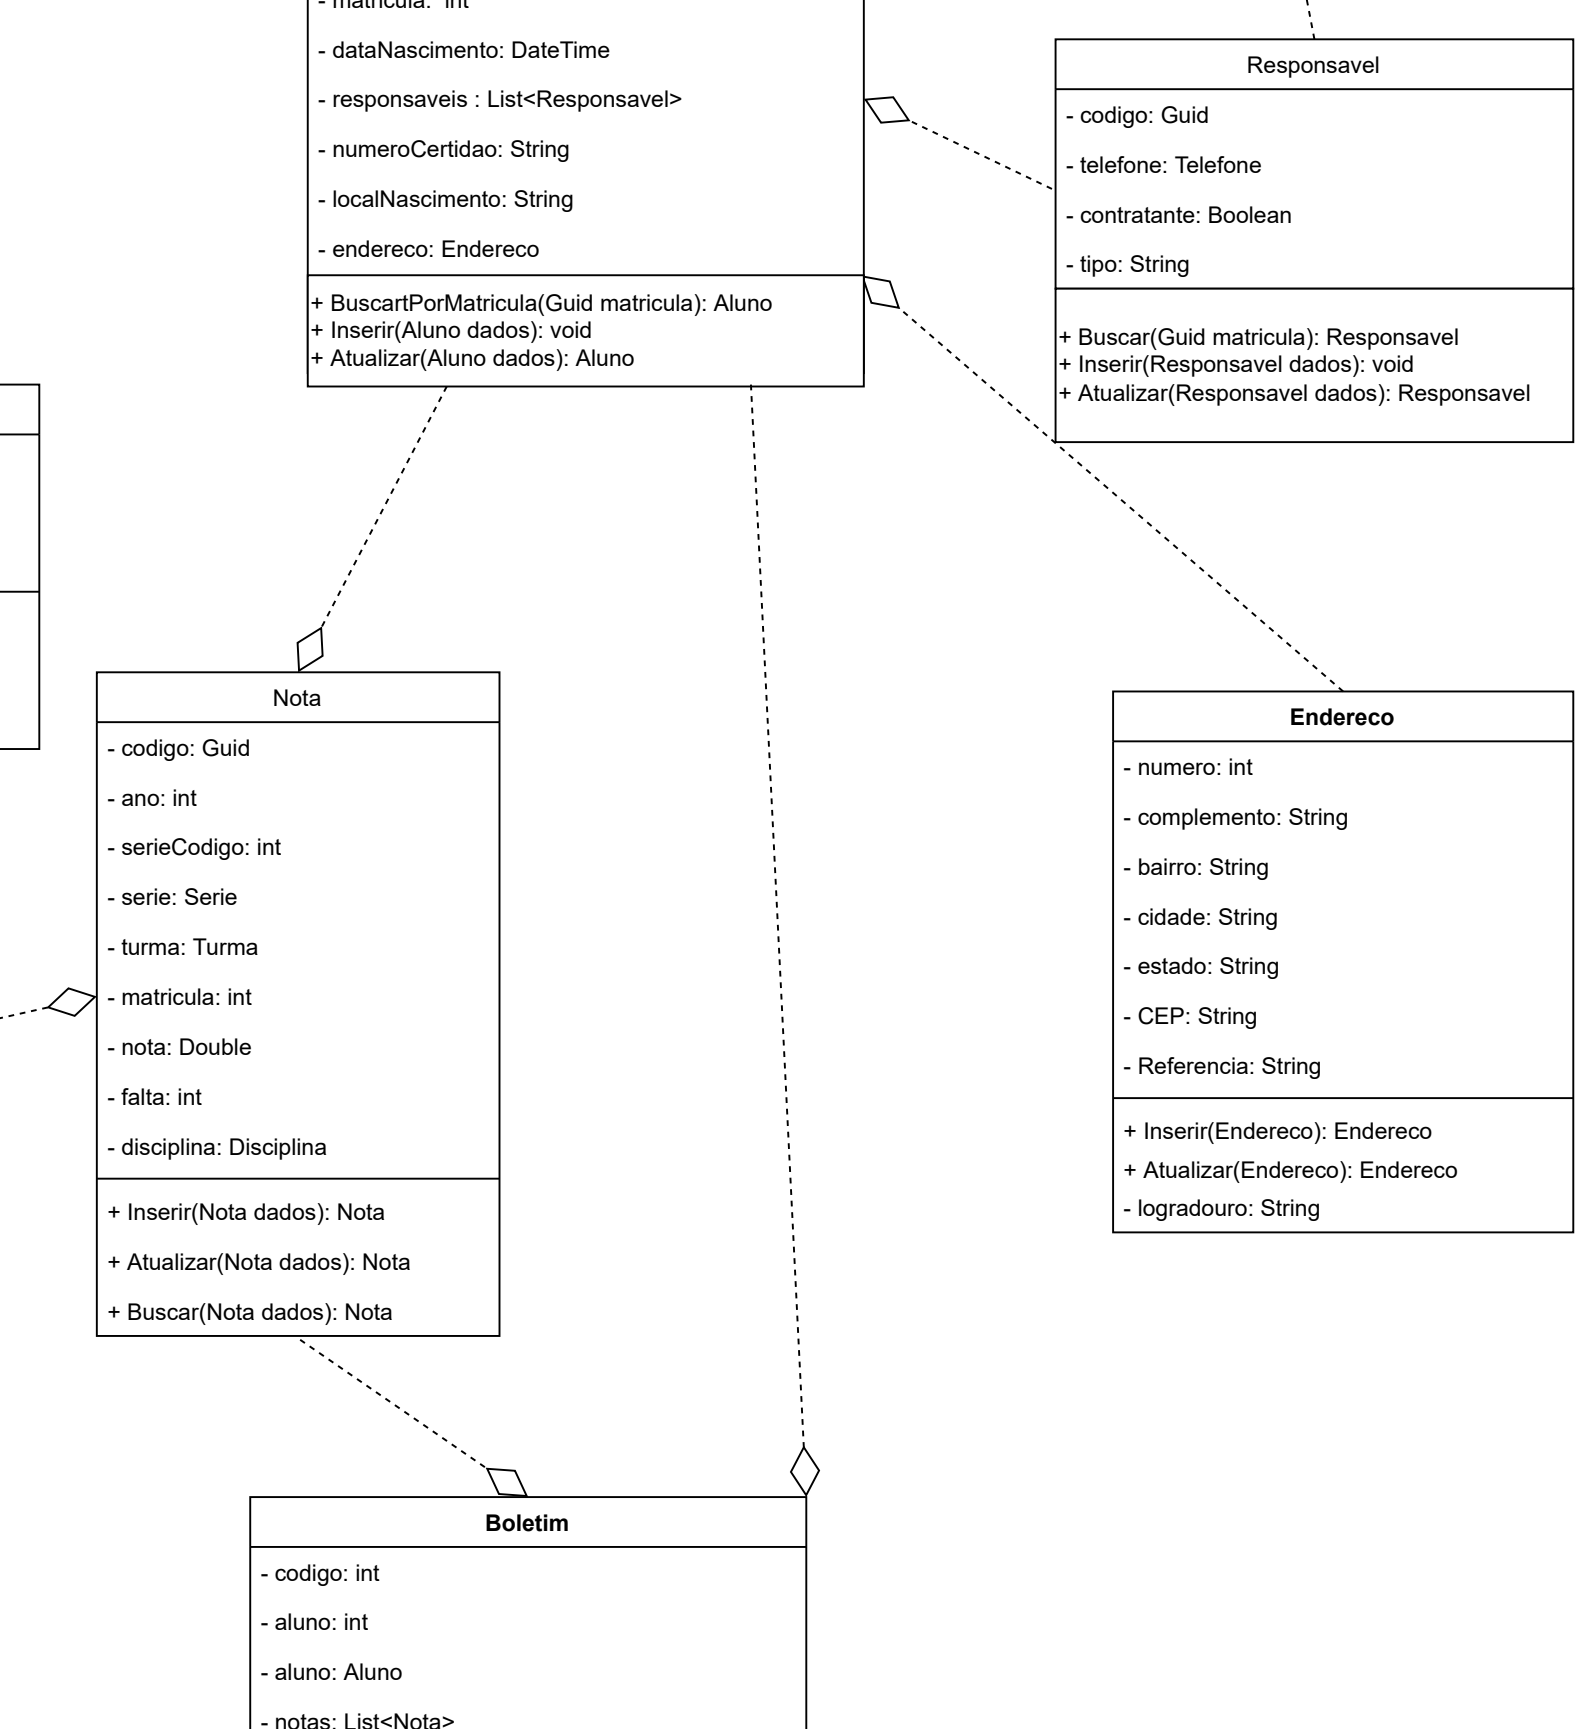 - matricula: int
- dataNascimento: DateTime
- responsaveis : List<Responsavel>
- numeroCertidao: String
- localNascimento: String
- endereco: Endereco
+ BuscartPorMatricula(Guid matricula): Aluno
+ Inserir(Aluno dados): void
+ Atualizar(Aluno dados): Aluno
Responsavel
- codigo: Guid
- telefone: Telefone
- contratante: Boolean
- tipo: String
+ Buscar(Guid matricula): Responsavel
+ Inserir(Responsavel dados): void
+ Atualizar(Responsavel dados): Responsavel
Nota
- codigo: Guid
- ano: int
- serieCodigo: int
- serie: Serie
- turma: Turma
- matricula: int
- nota: Double
- falta: int
- disciplina: Disciplina
+ Inserir(Nota dados): Nota
+ Atualizar(Nota dados): Nota
+ Buscar(Nota dados): Nota
Endereco
- numero: int
- complemento: String
- bairro: String
- cidade: String
- estado: String
- CEP: String
- Referencia: String
+ Inserir(Endereco): Endereco
+ Atualizar(Endereco): Endereco
- logradouro: String
Boletim
- codigo: int
- aluno: int
- aluno: Aluno
- notas: List<Nota>